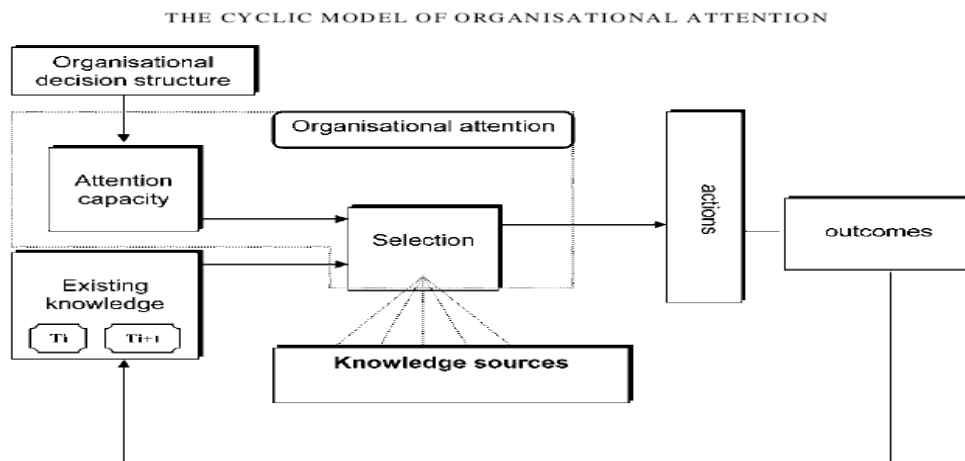 THE CYCLIC MODEL OF ORGANISATIONAL ATTENTION
Organisational
decision structure
Organisational attention
Attention
capacity
actions
Selection
outcomes
Existing
knowledge
Ti
Ti+1
Knowledge sources